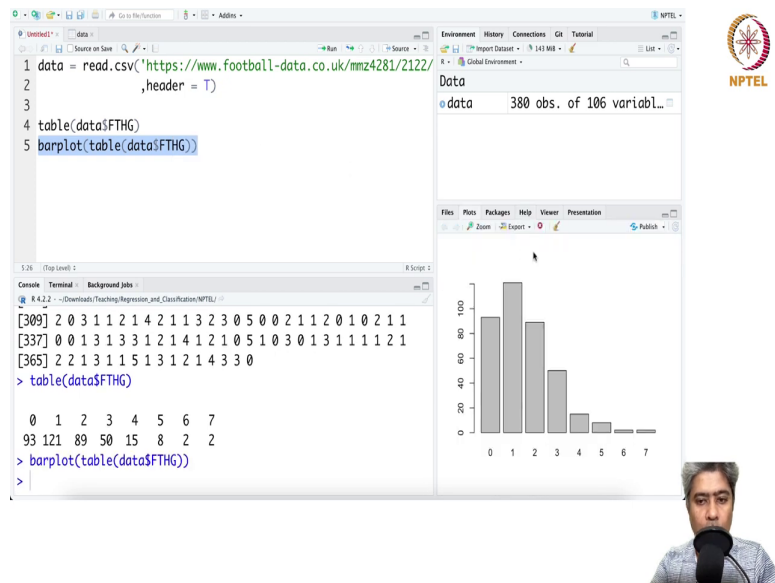 Go to file/function
Addins
NPTEL
Untitled1*
data
Source on Save
Run
Source
1 data = read.csv('https://www.football-data.co.uk/mmz4281/2122/
2 ,header = T)
3
4 table(data$FTHG)
5 barplot(table(data$FTHG))
5:26 (Top Level)
R Script
Console Terminal Background Jobs
R 4.2.2 · ~/Downloads/Teaching/Regression_and_Classification/NPTEL/
[309] 2 0 3 1 1 2 1 4 2 1 1 3 2 3 0 5 0 0 2 1 1 2 0 1 0 2 1 1
[337] 0 0 1 3 1 3 3 1 2 1 4 1 2 1 0 5 1 0 3 0 1 3 1 1 1 1 2 1
[365] 2 2 1 3 1 1 5 1 3 1 2 1 4 3 3 0
> table(data$FTHG)
0 1 2 3 4 5 6 7
93 121 89 50 15 8 2 2
> barplot(table(data$FTHG))
>
Environment History Connections Git Tutorial
Import Dataset 143 MiB List
R Global Environment
Data
data 380 obs. of 106 variabl…
Files Plots Packages Help Viewer Presentation
Zoom Export Publish
100
80
60
40
20
0
0 1 2 3 4 5 6 7
NPTEL